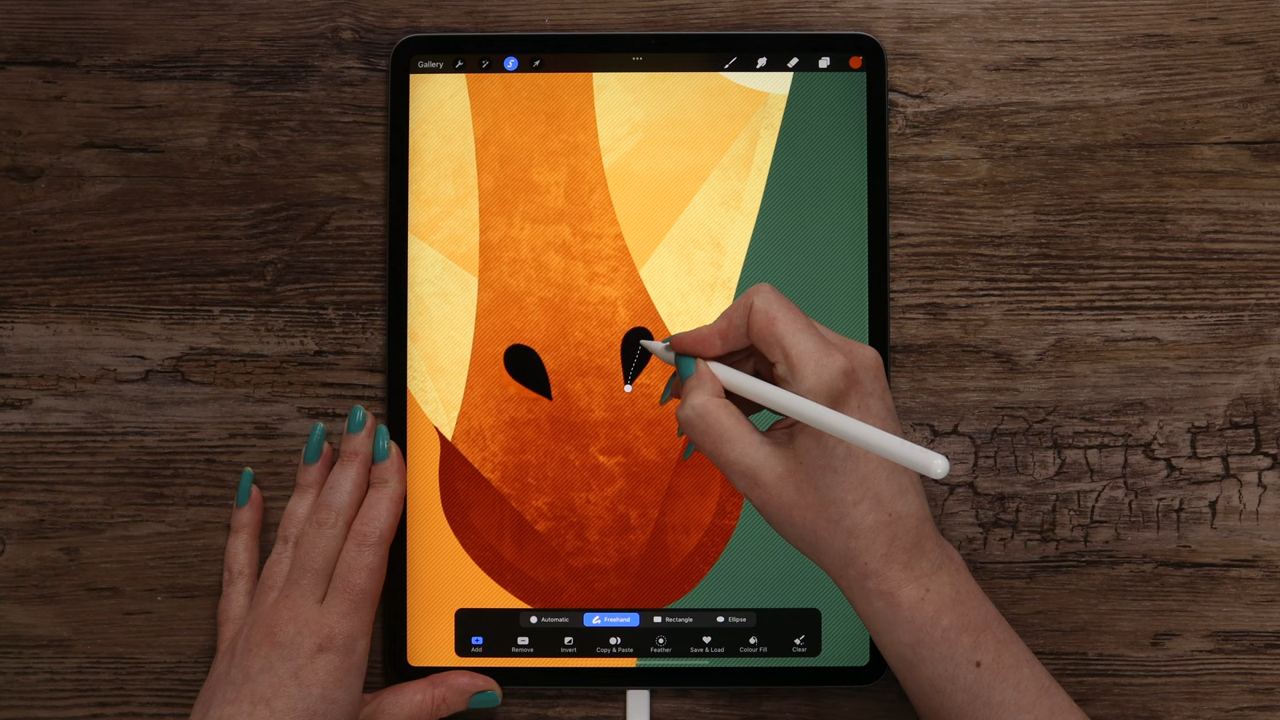 Gallery
Automatic Freehand Rectangle Ellipse
Add Remove Invert Copy & Paste Feather Save & Load Colour Fill Clear